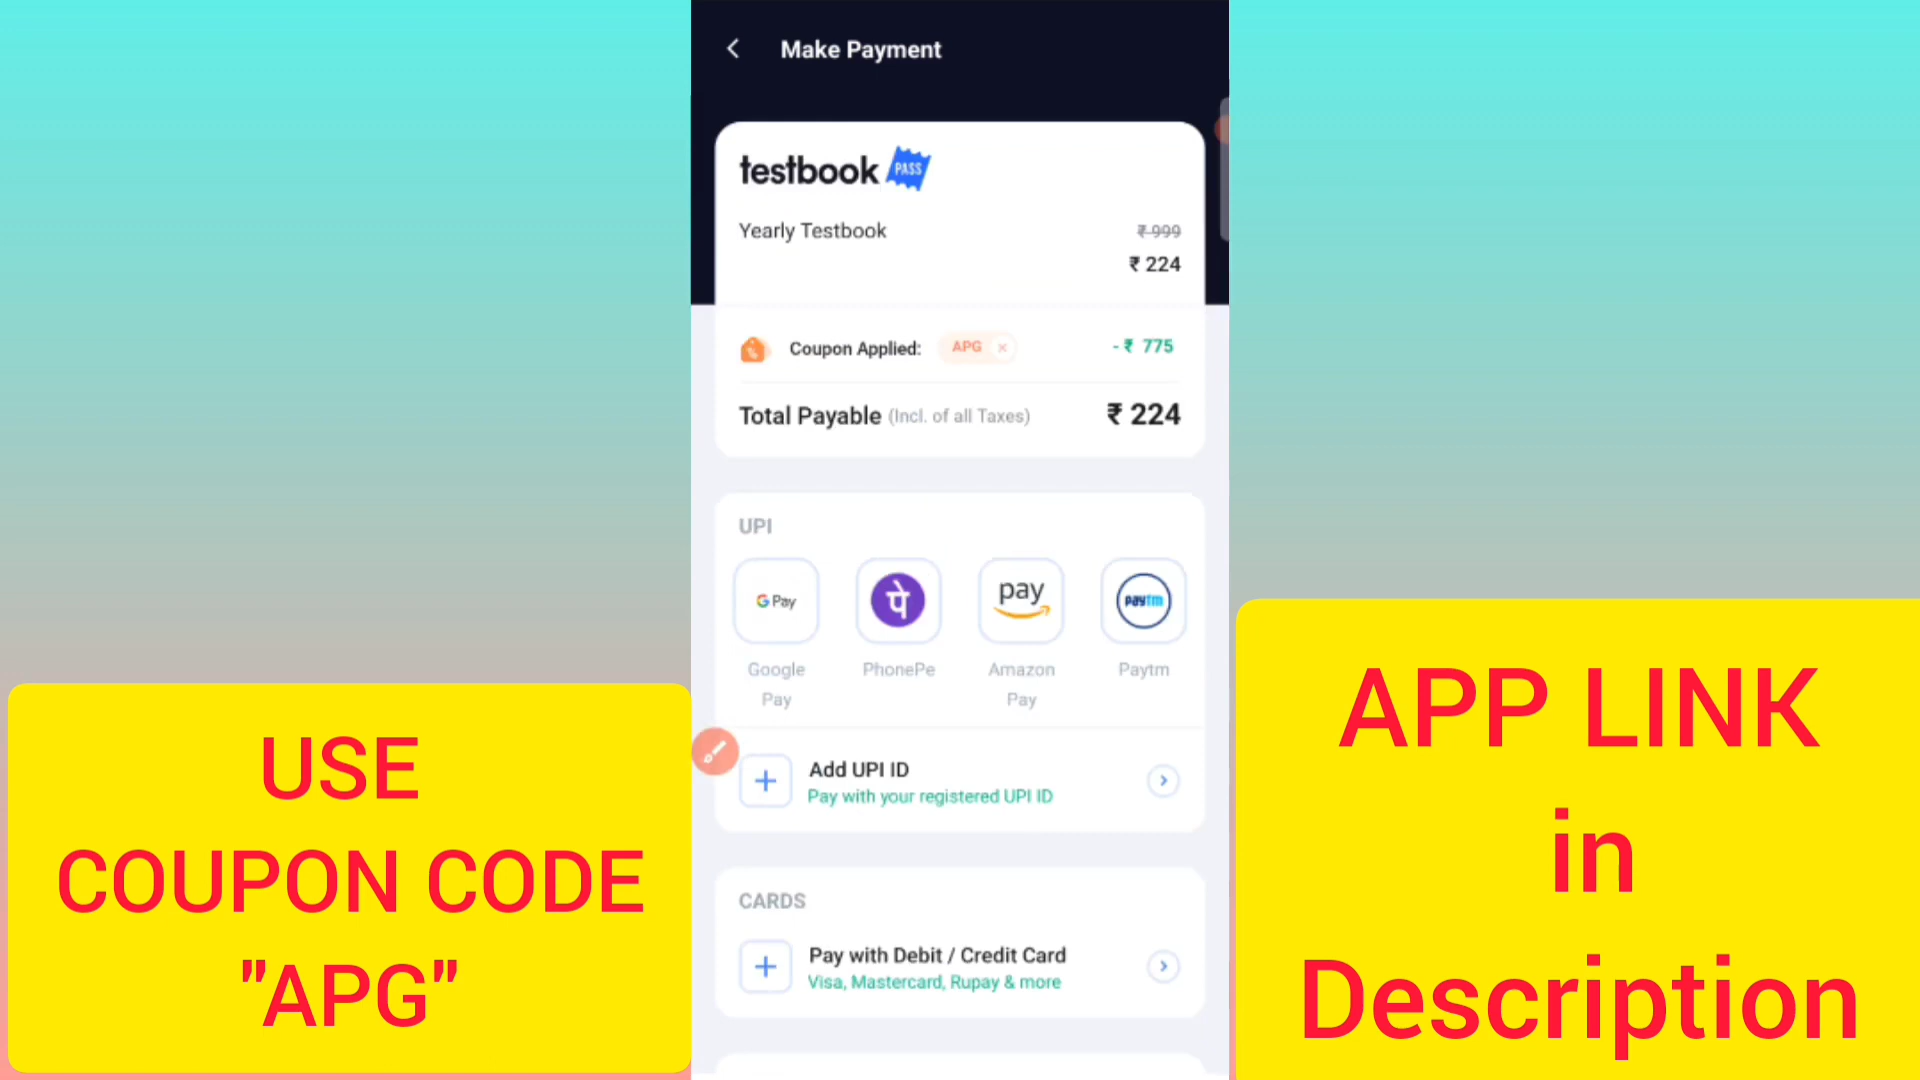 Make Payment
testbook PASS
Yearly Testbook ₹ 999
₹ 224
Coupon Applied: APG × - ₹ 775
Total Payable (Incl. of all Taxes) ₹ 224
UPI
G Pay पे pay paytm
Google Pay PhonePe Amazon Pay Paytm
Add UPI ID
Pay with your registered UPI ID
CARDS
Pay with Debit / Credit Card
Visa, Mastercard, Rupay & more
USE
COUPON CODE
"APG"
APP LINK
in
Description